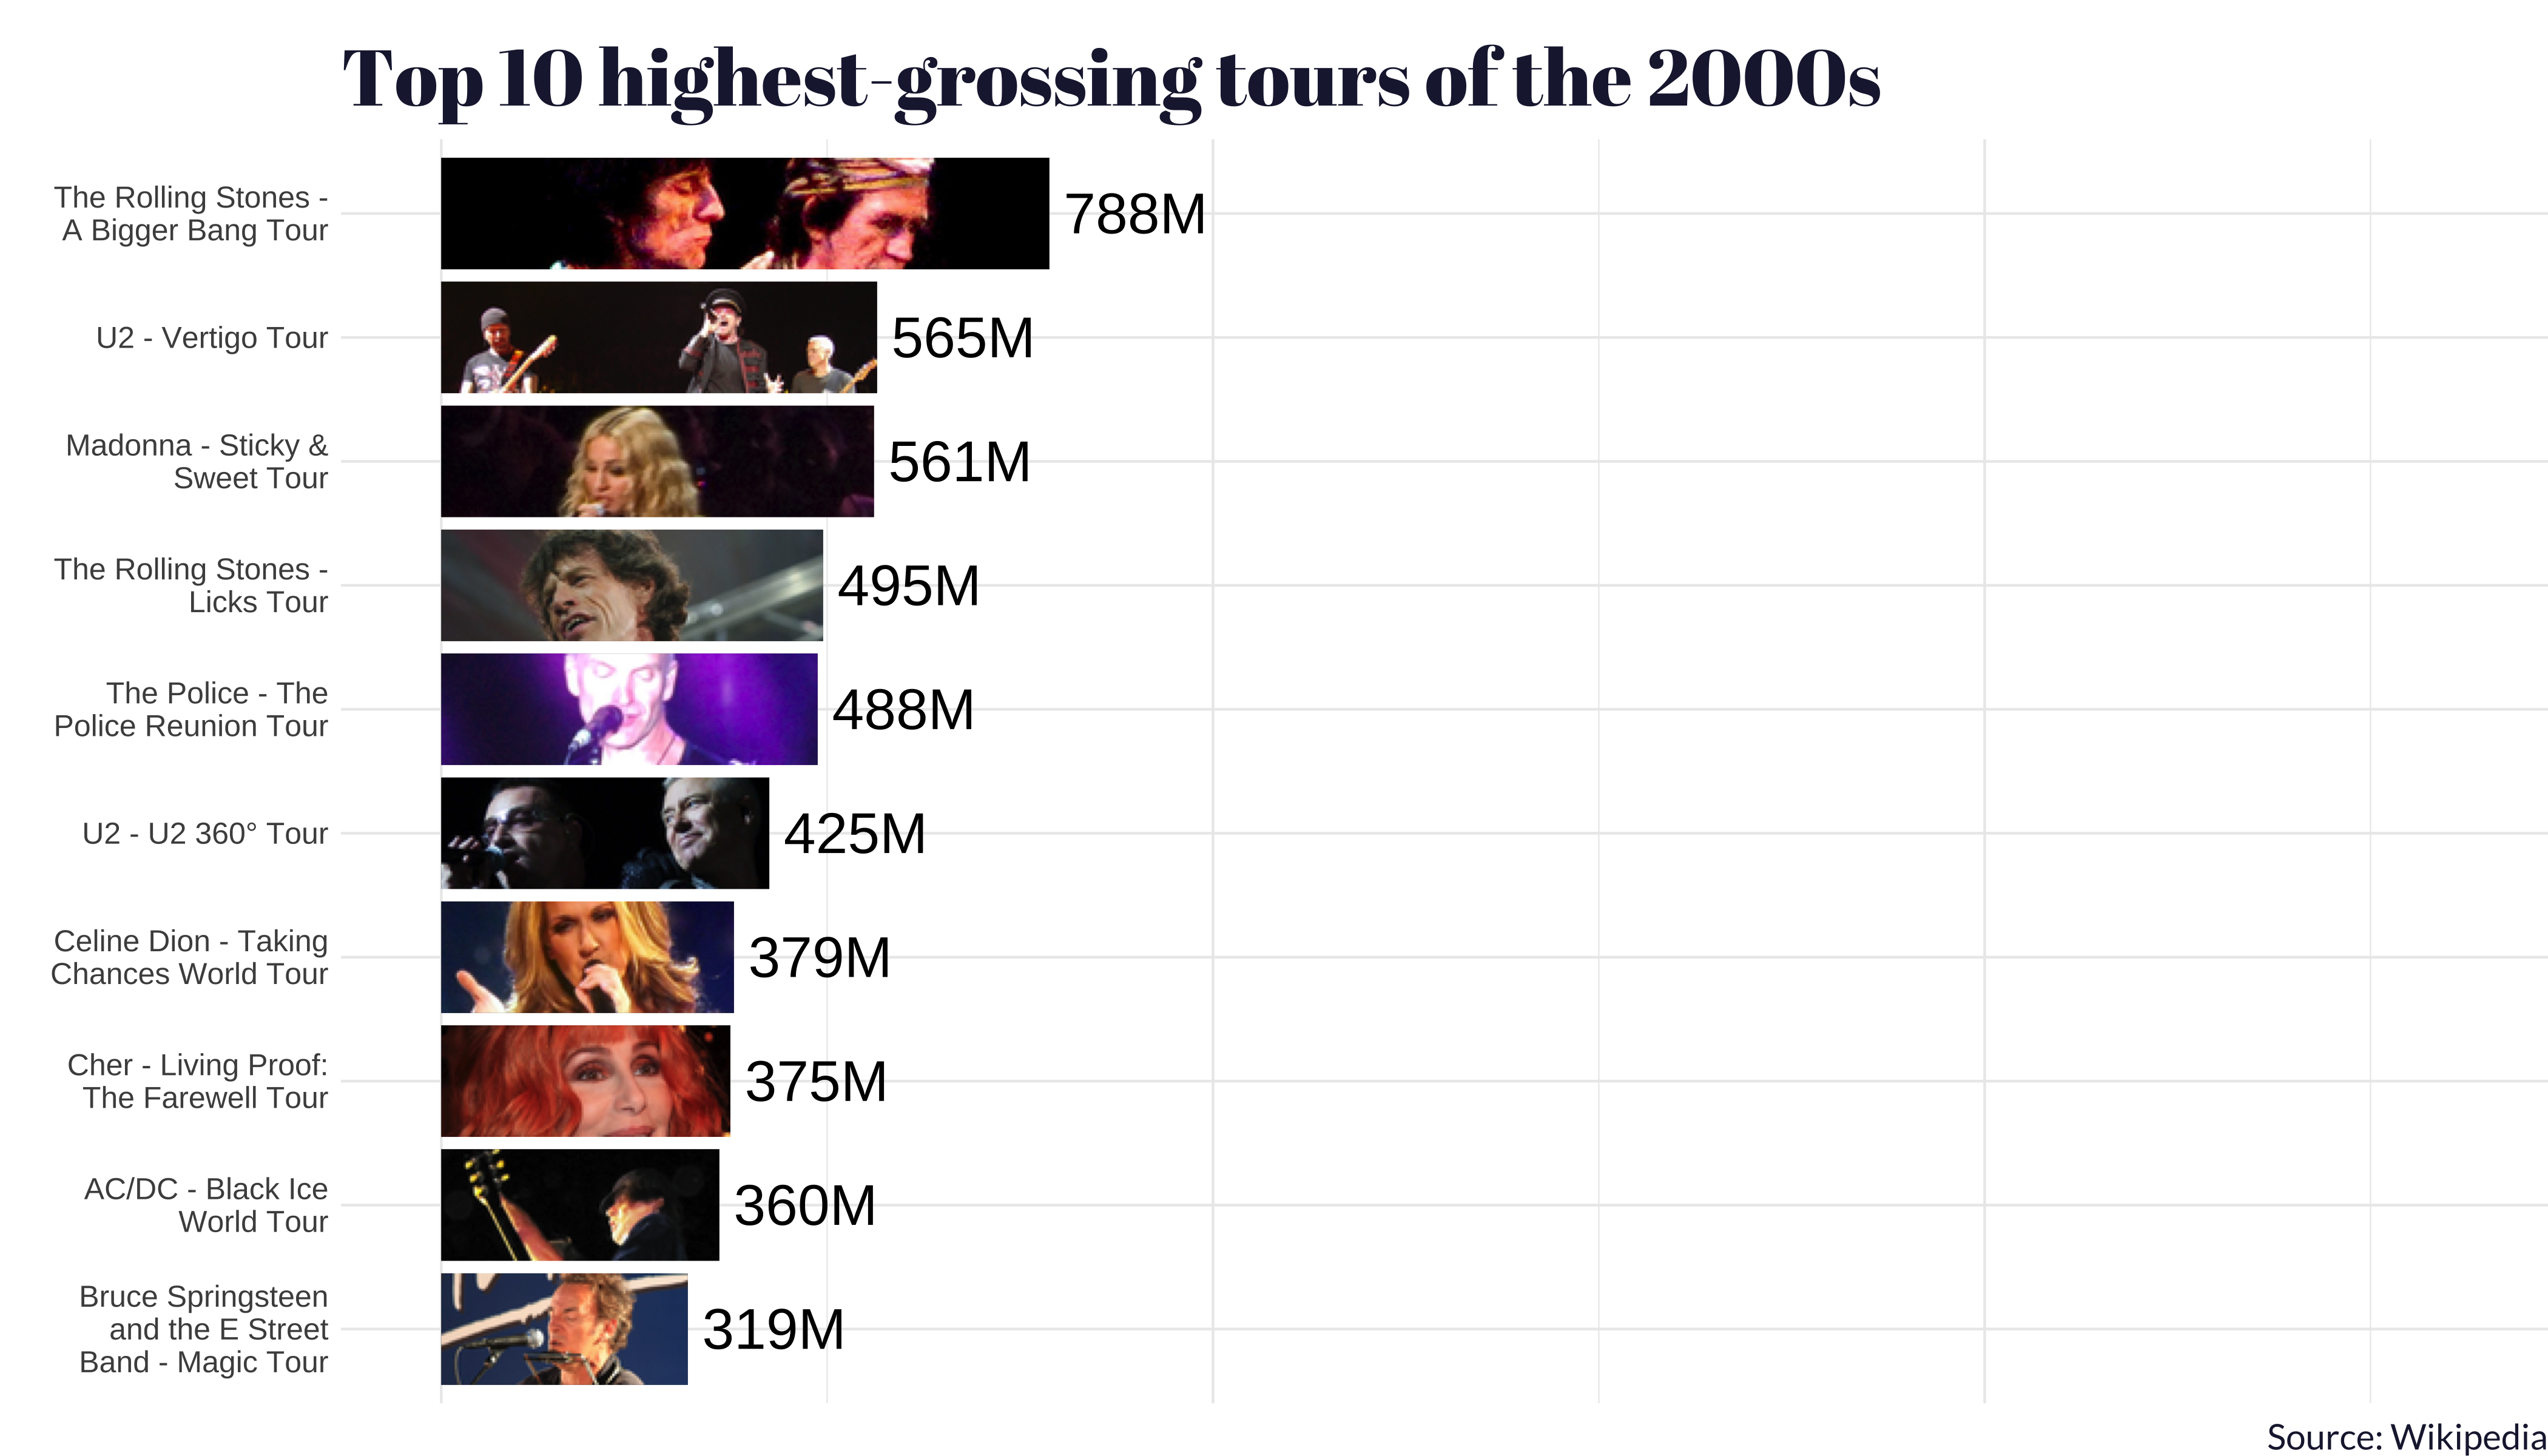 Top 10 highest-grossing tours of the 2000s
The Rolling Stones -
A Bigger Bang Tour
788M
U2 - Vertigo Tour
565M
Madonna - Sticky &
Sweet Tour
561M
The Rolling Stones -
Licks Tour
495M
The Police - The
Police Reunion Tour
488M
U2 - U2 360° Tour
425M
Celine Dion - Taking
Chances World Tour
379M
Cher - Living Proof:
The Farewell Tour
375M
AC/DC - Black Ice
World Tour
360M
Bruce Springsteen
and the E Street
Band - Magic Tour
319M
Source: Wikipedia